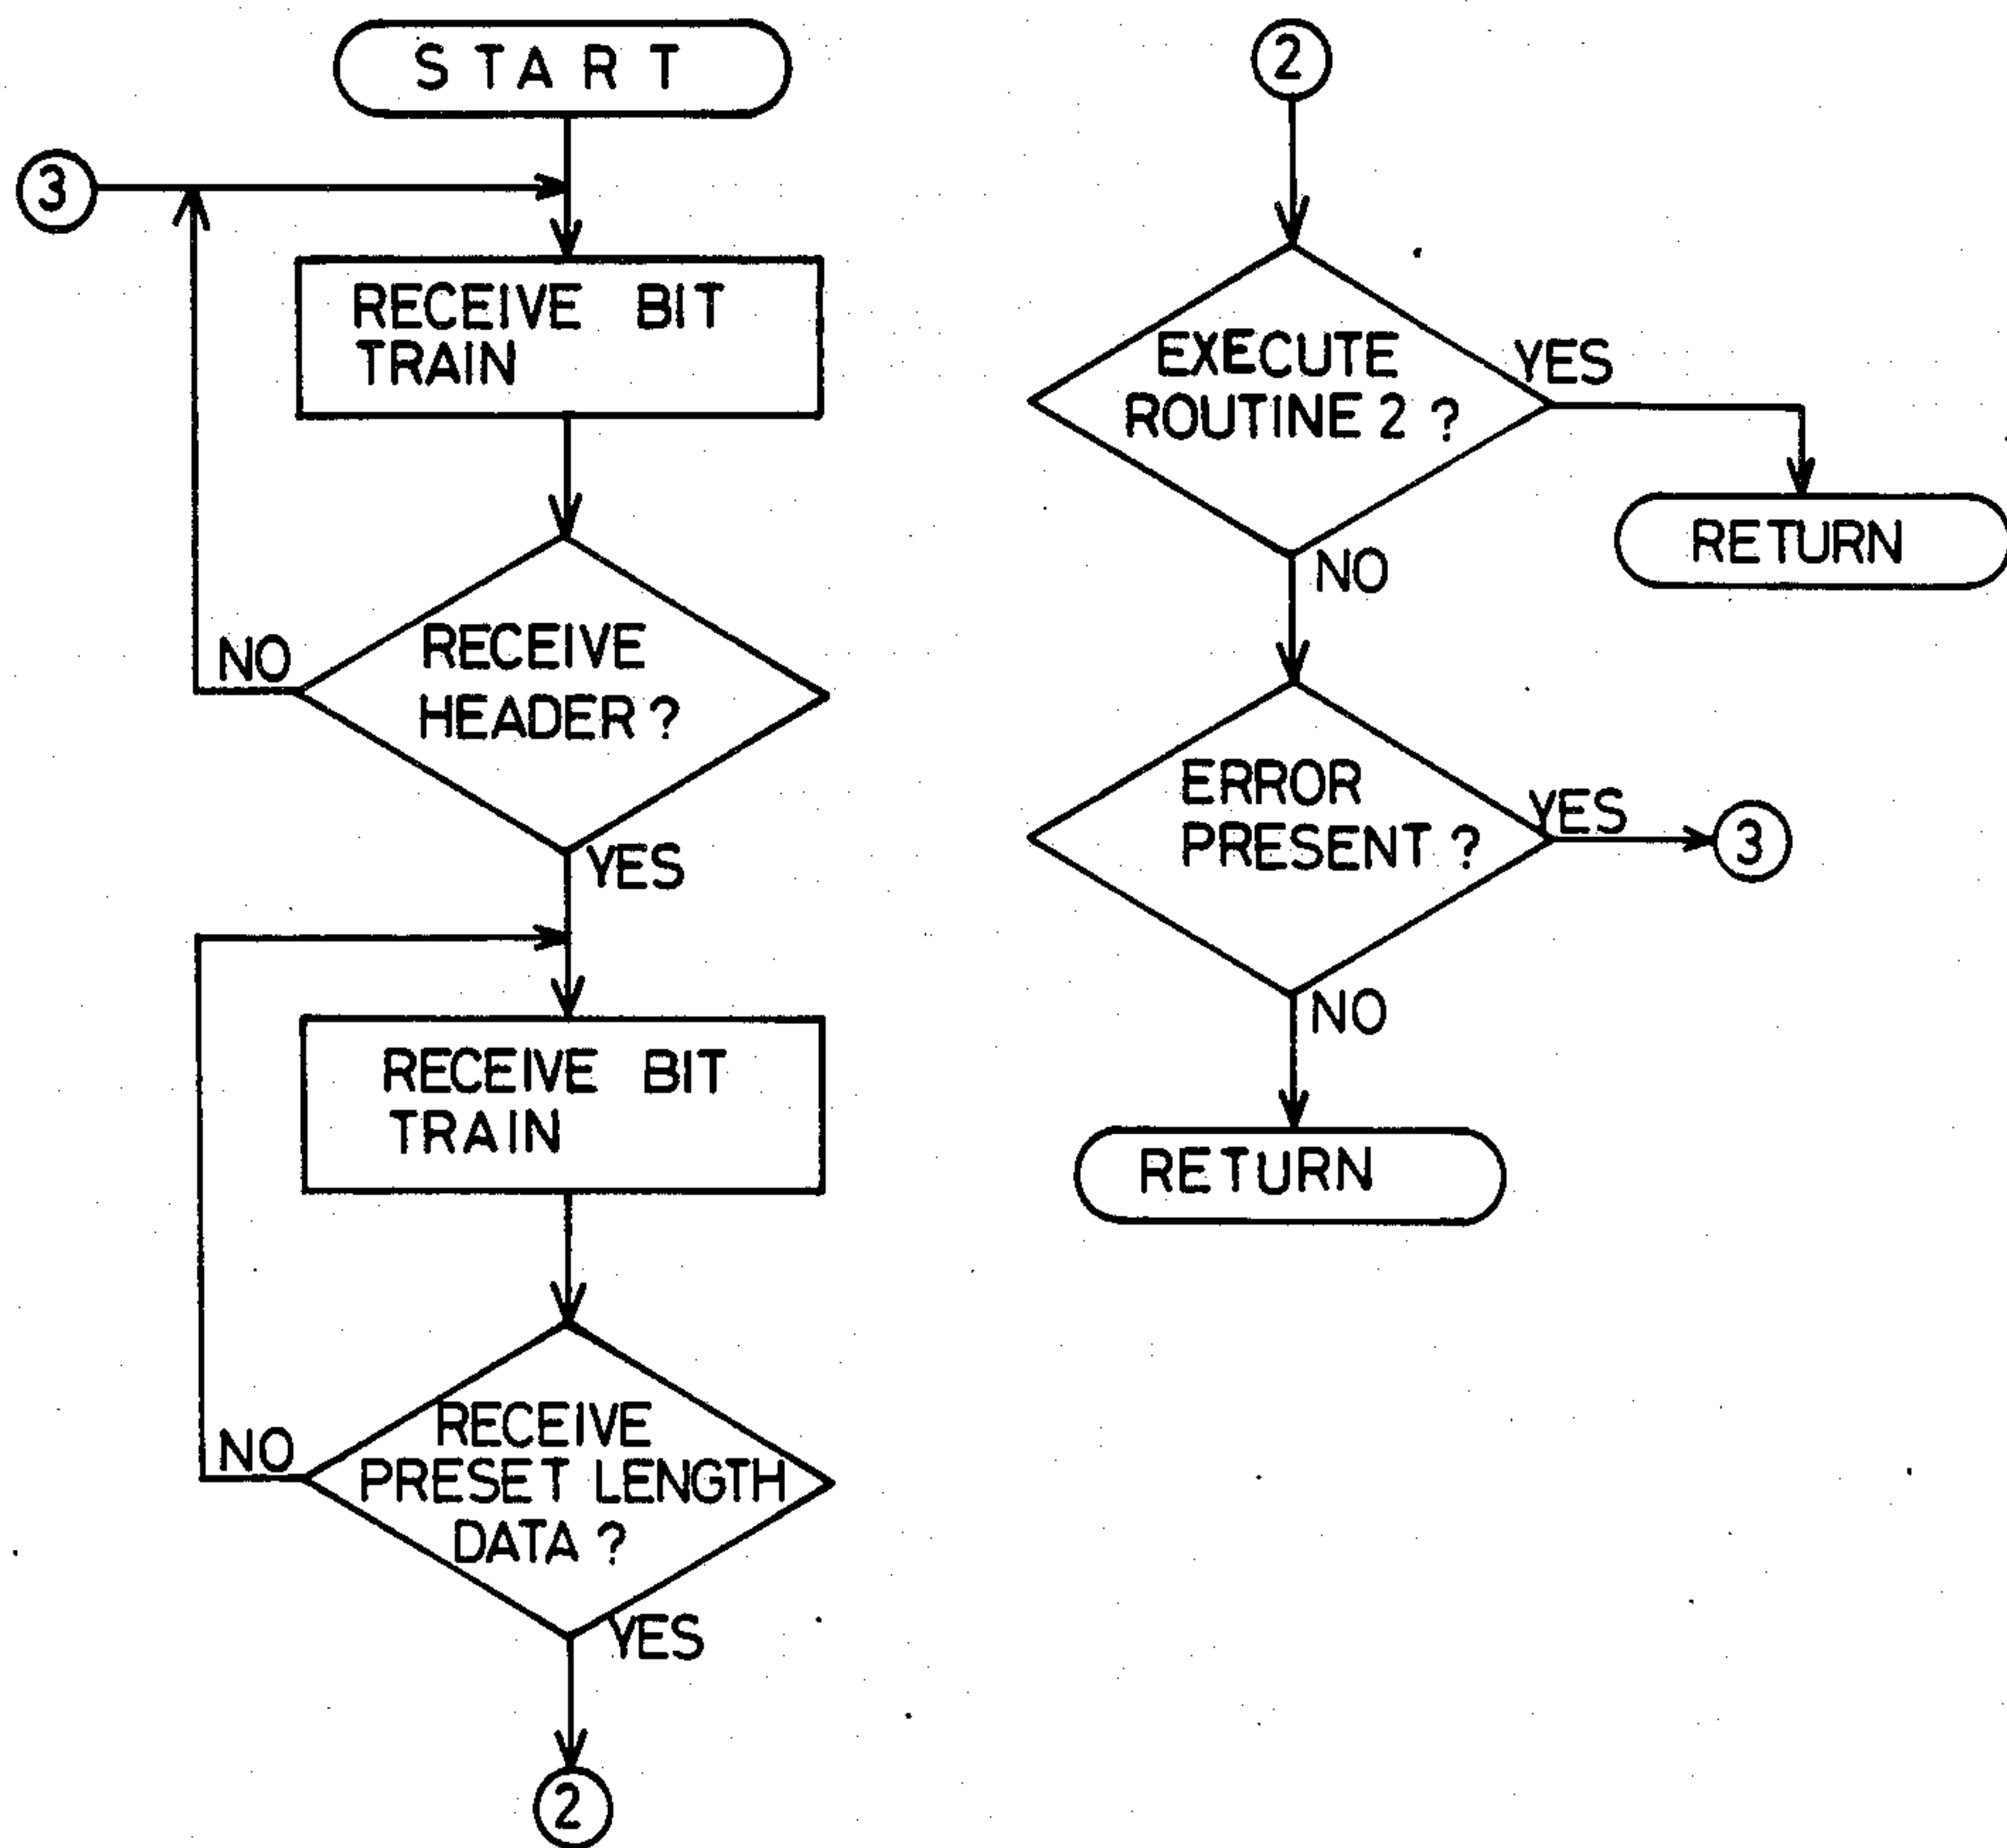 START
3
RECEIVE BIT
TRAIN
NO
RECEIVE
HEADER ?
YES
RECEIVE BIT
TRAIN
NO
RECEIVE
PRESET LENGTH
DATA ?
YES
2
2
EXECUTE
ROUTINE 2 ?
YES
RETURN
NO
ERROR
PRESENT ?
YES
3
NO
RETURN